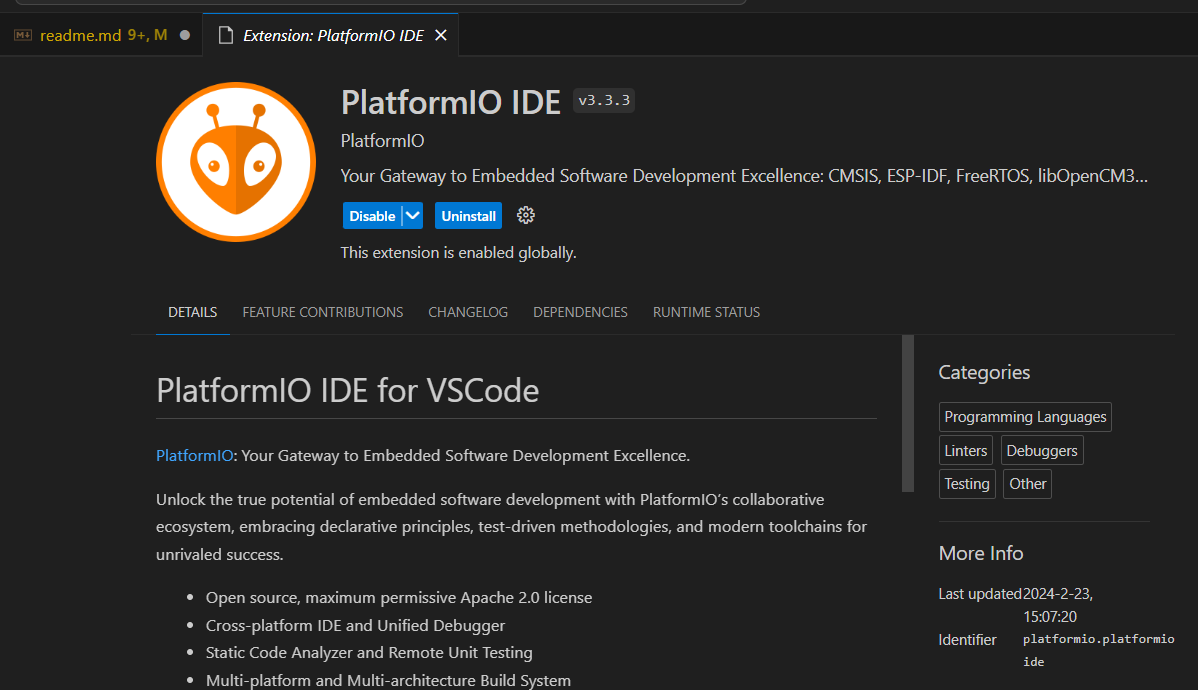 readme.md 9+, M
Extension: PlatformIO IDE
PlatformIO IDE v3.3.3
PlatformIO
Your Gateway to Embedded Software Development Excellence: CMSIS, ESP-IDF, FreeRTOS, libOpenCM3...
Disable Uninstall
This extension is enabled globally.
DETAILS FEATURE CONTRIBUTIONS CHANGELOG DEPENDENCIES RUNTIME STATUS
PlatformIO IDE for VSCode
PlatformIO: Your Gateway to Embedded Software Development Excellence.
Unlock the true potential of embedded software development with PlatformIO's collaborative
ecosystem, embracing declarative principles, test-driven methodologies, and modern toolchains for
unrivaled success.
• Open source, maximum permissive Apache 2.0 license
• Cross-platform IDE and Unified Debugger
• Static Code Analyzer and Remote Unit Testing
• Multi-platform and Multi-architecture Build System
Categories
Programming Languages
Linters Debuggers
Testing Other
More Info
Last updated 2024-2-23,
15:07:20
Identifier platformio.platformio
ide